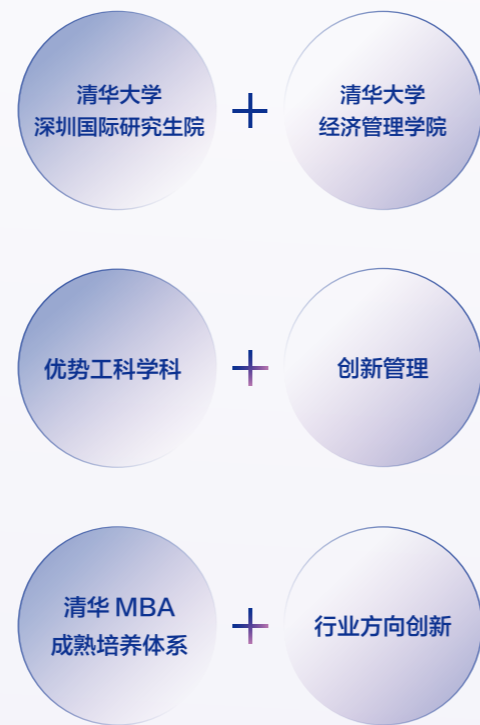 清华大学
深圳国际研究生院
+
清华大学
经济管理学院
优势工科学科
+
创新管理
清华 MBA
成熟培养体系
+
行业方向创新